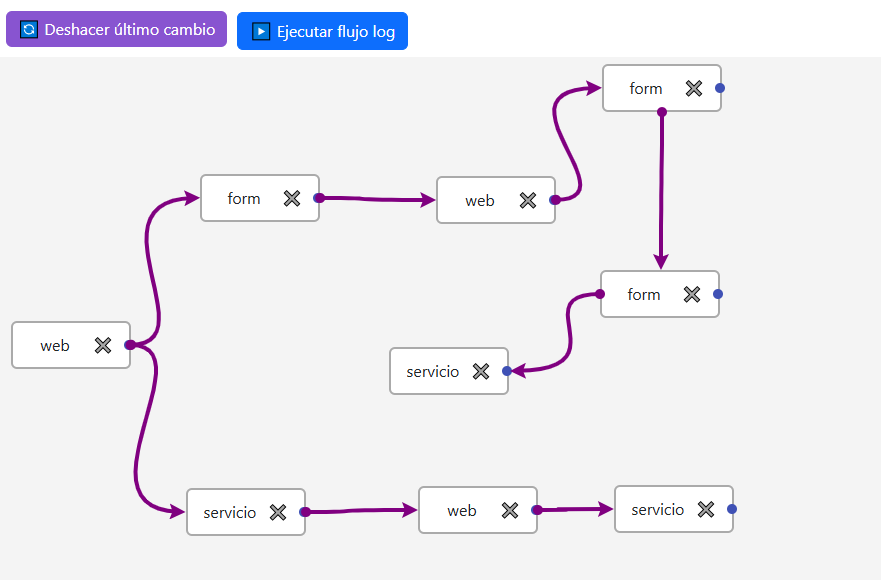 Deshacer último cambio
Ejecutar flujo log
form
form
web
form
web
servicio
servicio
web
servicio